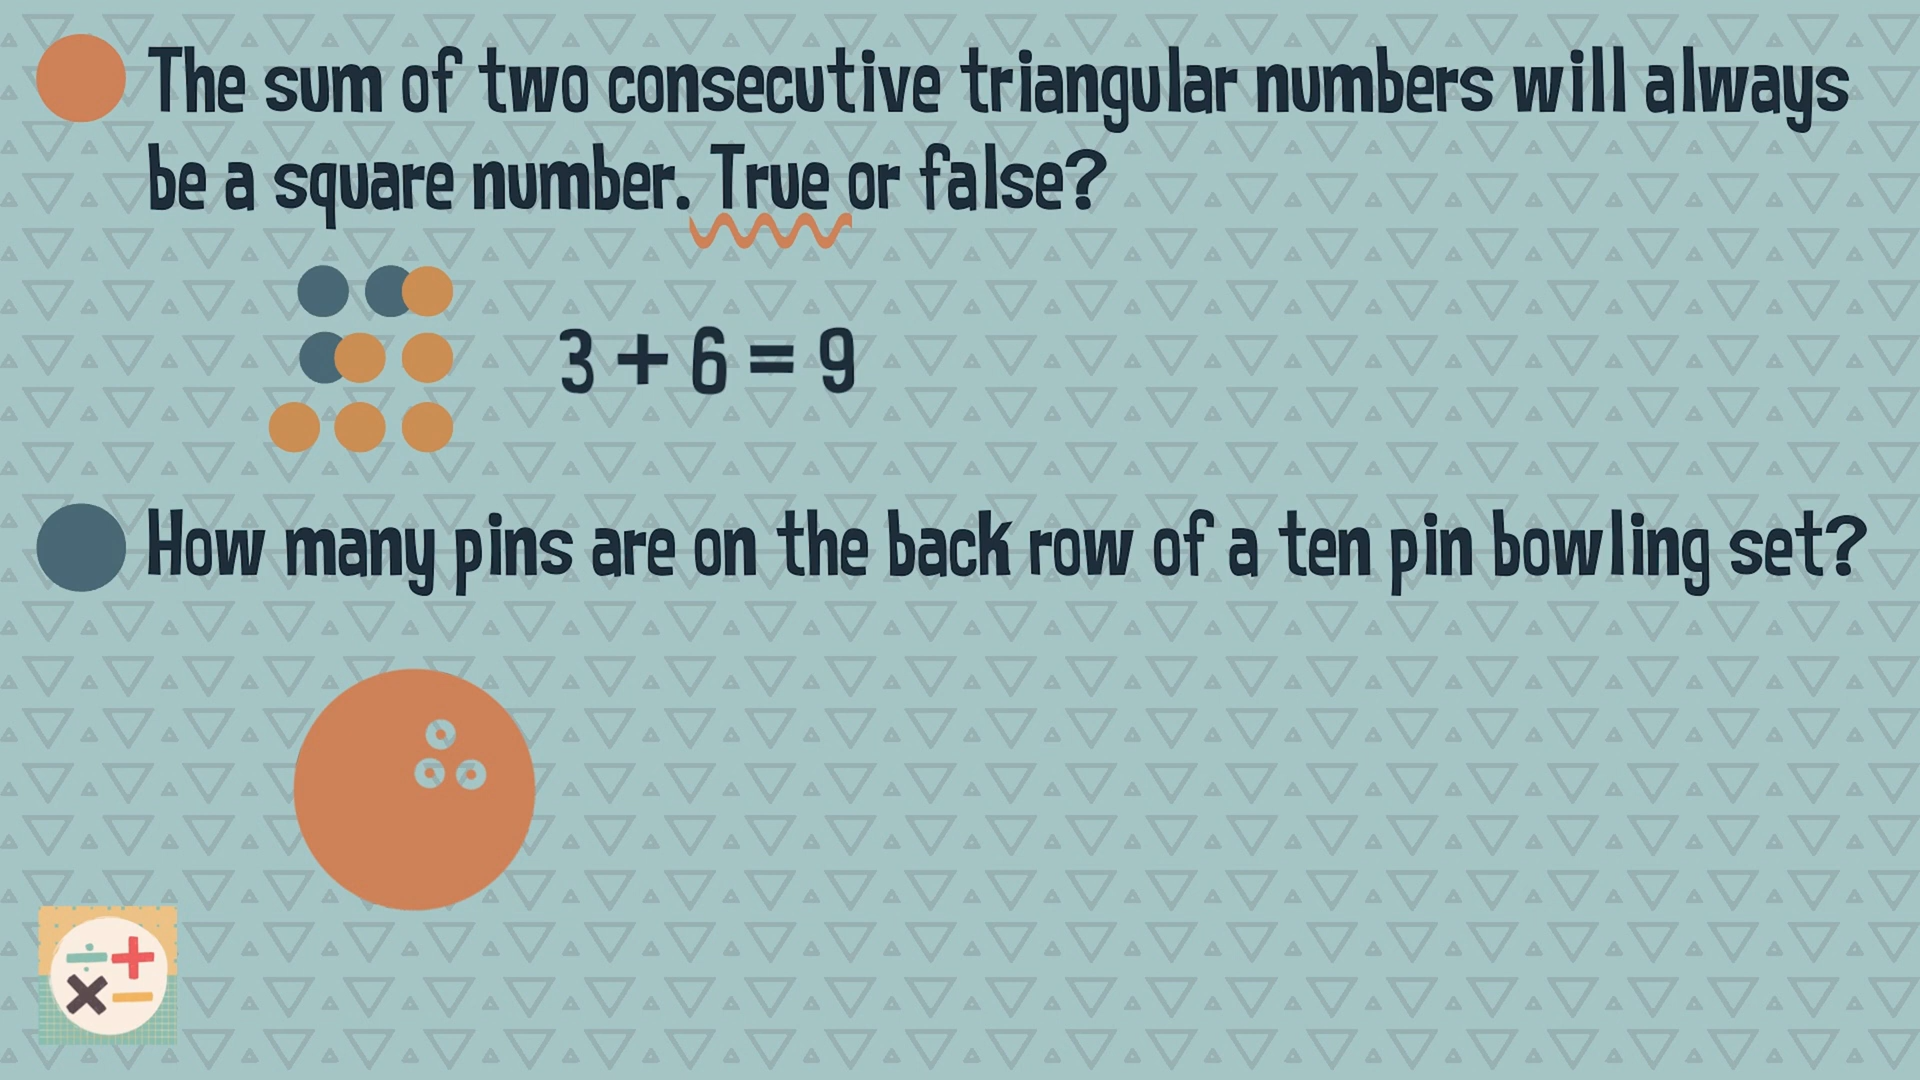 The sum of two consecutive triangular numbers will always
be a square number. True or false?
3 + 6 = 9
How many pins are on the back row of a ten pin bowling set?
÷ +
× −